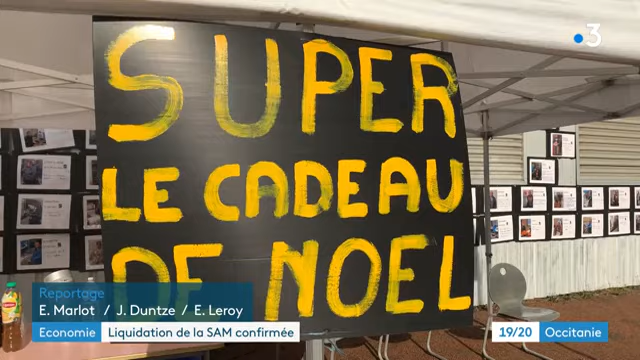 3
SUPER
LE CADEAU
DE NOEL
Reportage
E. Marlot / J. Duntze / E. Leroy
Economie Liquidation de la SAM confirmée 19/20 Occitanie